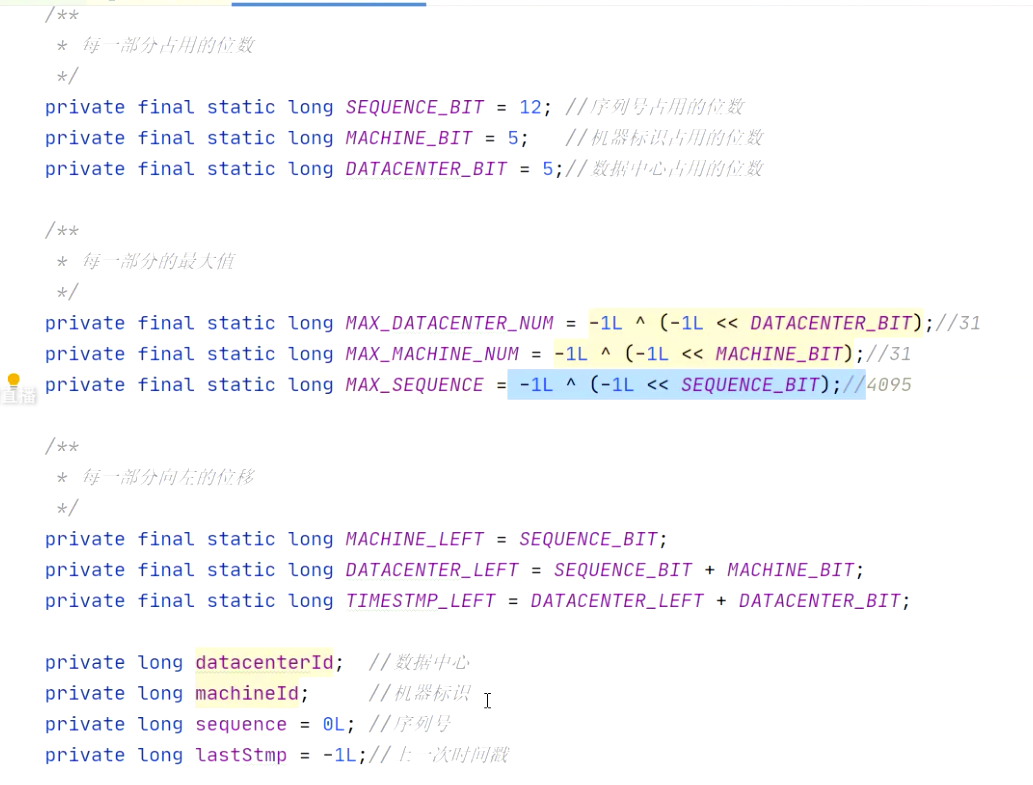 /**
* 每一部分占用的位数
*/
private final static long SEQUENCE_BIT = 12; //序列号占用的位数
private final static long MACHINE_BIT = 5;   //机器标识占用的位数
private final static long DATACENTER_BIT = 5;//数据中心占用的位数
/**
* 每一部分的最大值
*/
private final static long MAX_DATACENTER_NUM = -1L ^ (-1L << DATACENTER_BIT);//31
private final static long MAX_MACHINE_NUM = -1L ^ (-1L << MACHINE_BIT);//31
private final static long MAX_SEQUENCE = -1L ^ (-1L << SEQUENCE_BIT);//4095
直播
/**
* 每一部分向左的位移
*/
private final static long MACHINE_LEFT = SEQUENCE_BIT;
private final static long DATACENTER_LEFT = SEQUENCE_BIT + MACHINE_BIT;
private final static long TIMESTMP_LEFT = DATACENTER_LEFT + DATACENTER_BIT;
private long datacenterId;  //数据中心
private long machineId;     //机器标识
private long sequence = 0L; //序列号
private long lastStmp = -1L;//上一次时间戳